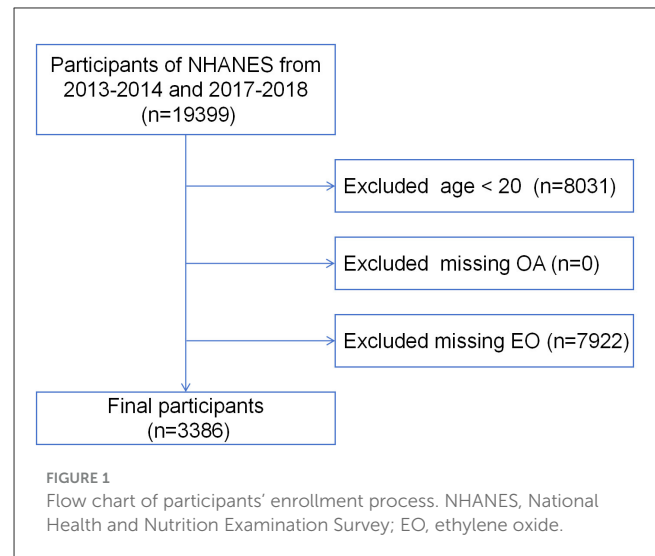 Participants of NHANES from
2013-2014 and 2017-2018
(n=19399)
Excluded age < 20 (n=8031)
Excluded missing OA (n=0)
Excluded missing EO (n=7922)
Final participants
(n=3386)
FIGURE 1
Flow chart of participants' enrollment process. NHANES, National
Health and Nutrition Examination Survey; EO, ethylene oxide.